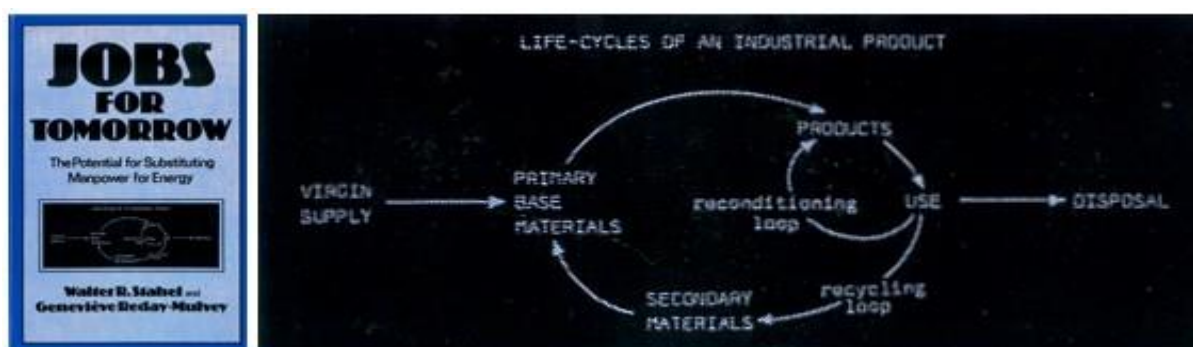 JOBS
FOR
TOMORROW
The Potential for Substituting
Manpower for Energy
Walter R. Stahel and
Geneviève Reday-Mulvey
LIFE-CYCLES OF AN INDUSTRIAL PRODUCT
PRODUCTS
VIRGIN
SUPPLY
PRIMARY
BASE
MATERIALS
reconditioning
loop
USE
DISPOSAL
SECONDARY
MATERIALS
recycling
loop